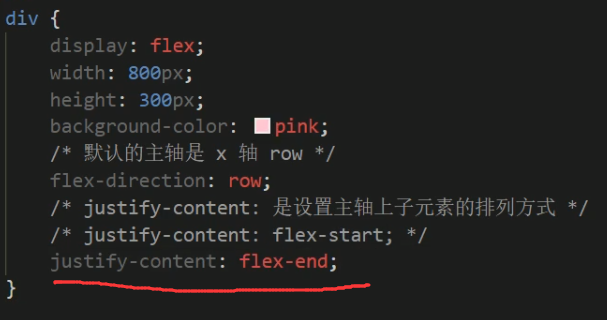 div {
display: flex;
width: 800px;
height: 300px;
background-color: pink;
/* 默认的主轴是 x 轴 row */
flex-direction: row;
/* justify-content: 是设置主轴上子元素的排列方式 */
/* justify-content: flex-start; */
justify-content: flex-end;
}